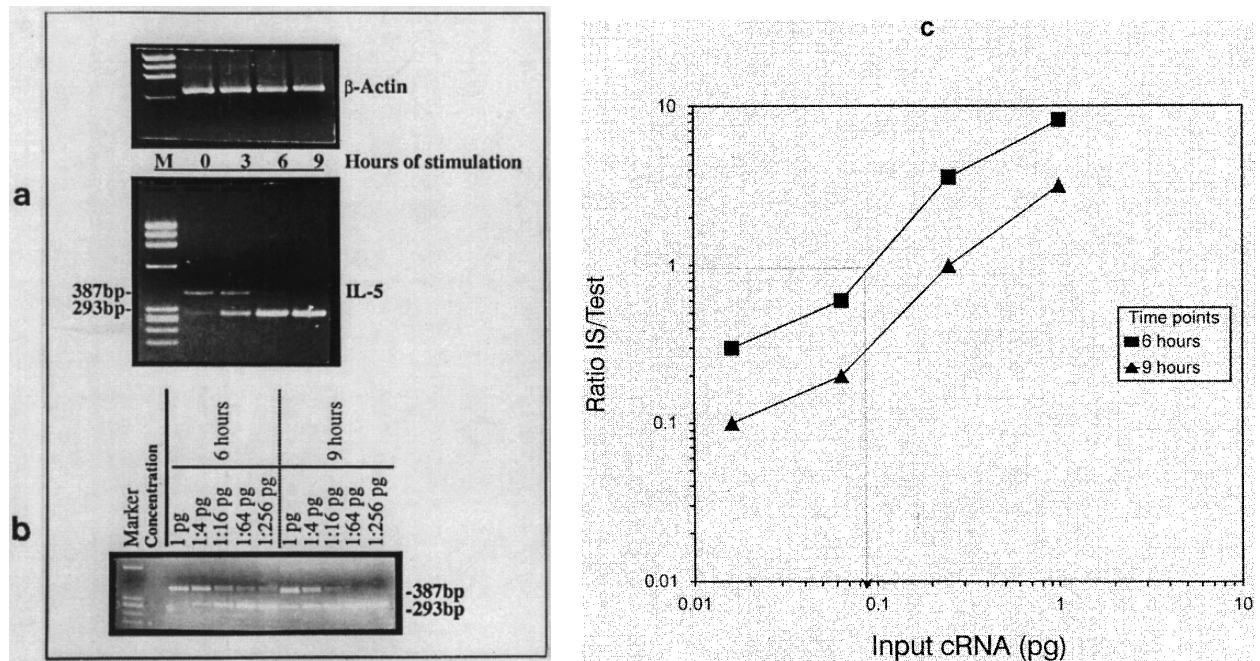 a
β-Actin
M 0 3 6 9 Hours of stimulation
387bp-
293bp-
IL-5
b
Marker
Concentration
6 hours
9 hours
1 pg
1:4 pg
1:16 pg
1:64 pg
1:256 pg
1 pg
1:4 pg
1:16 pg
1:64 pg
1:256 pg
-387bp
-293bp
c
Ratio IS/Test
10
1
0.1
0.01
0.01 0.1 1 10
Input cRNA (pg)
Time points
6 hours
9 hours